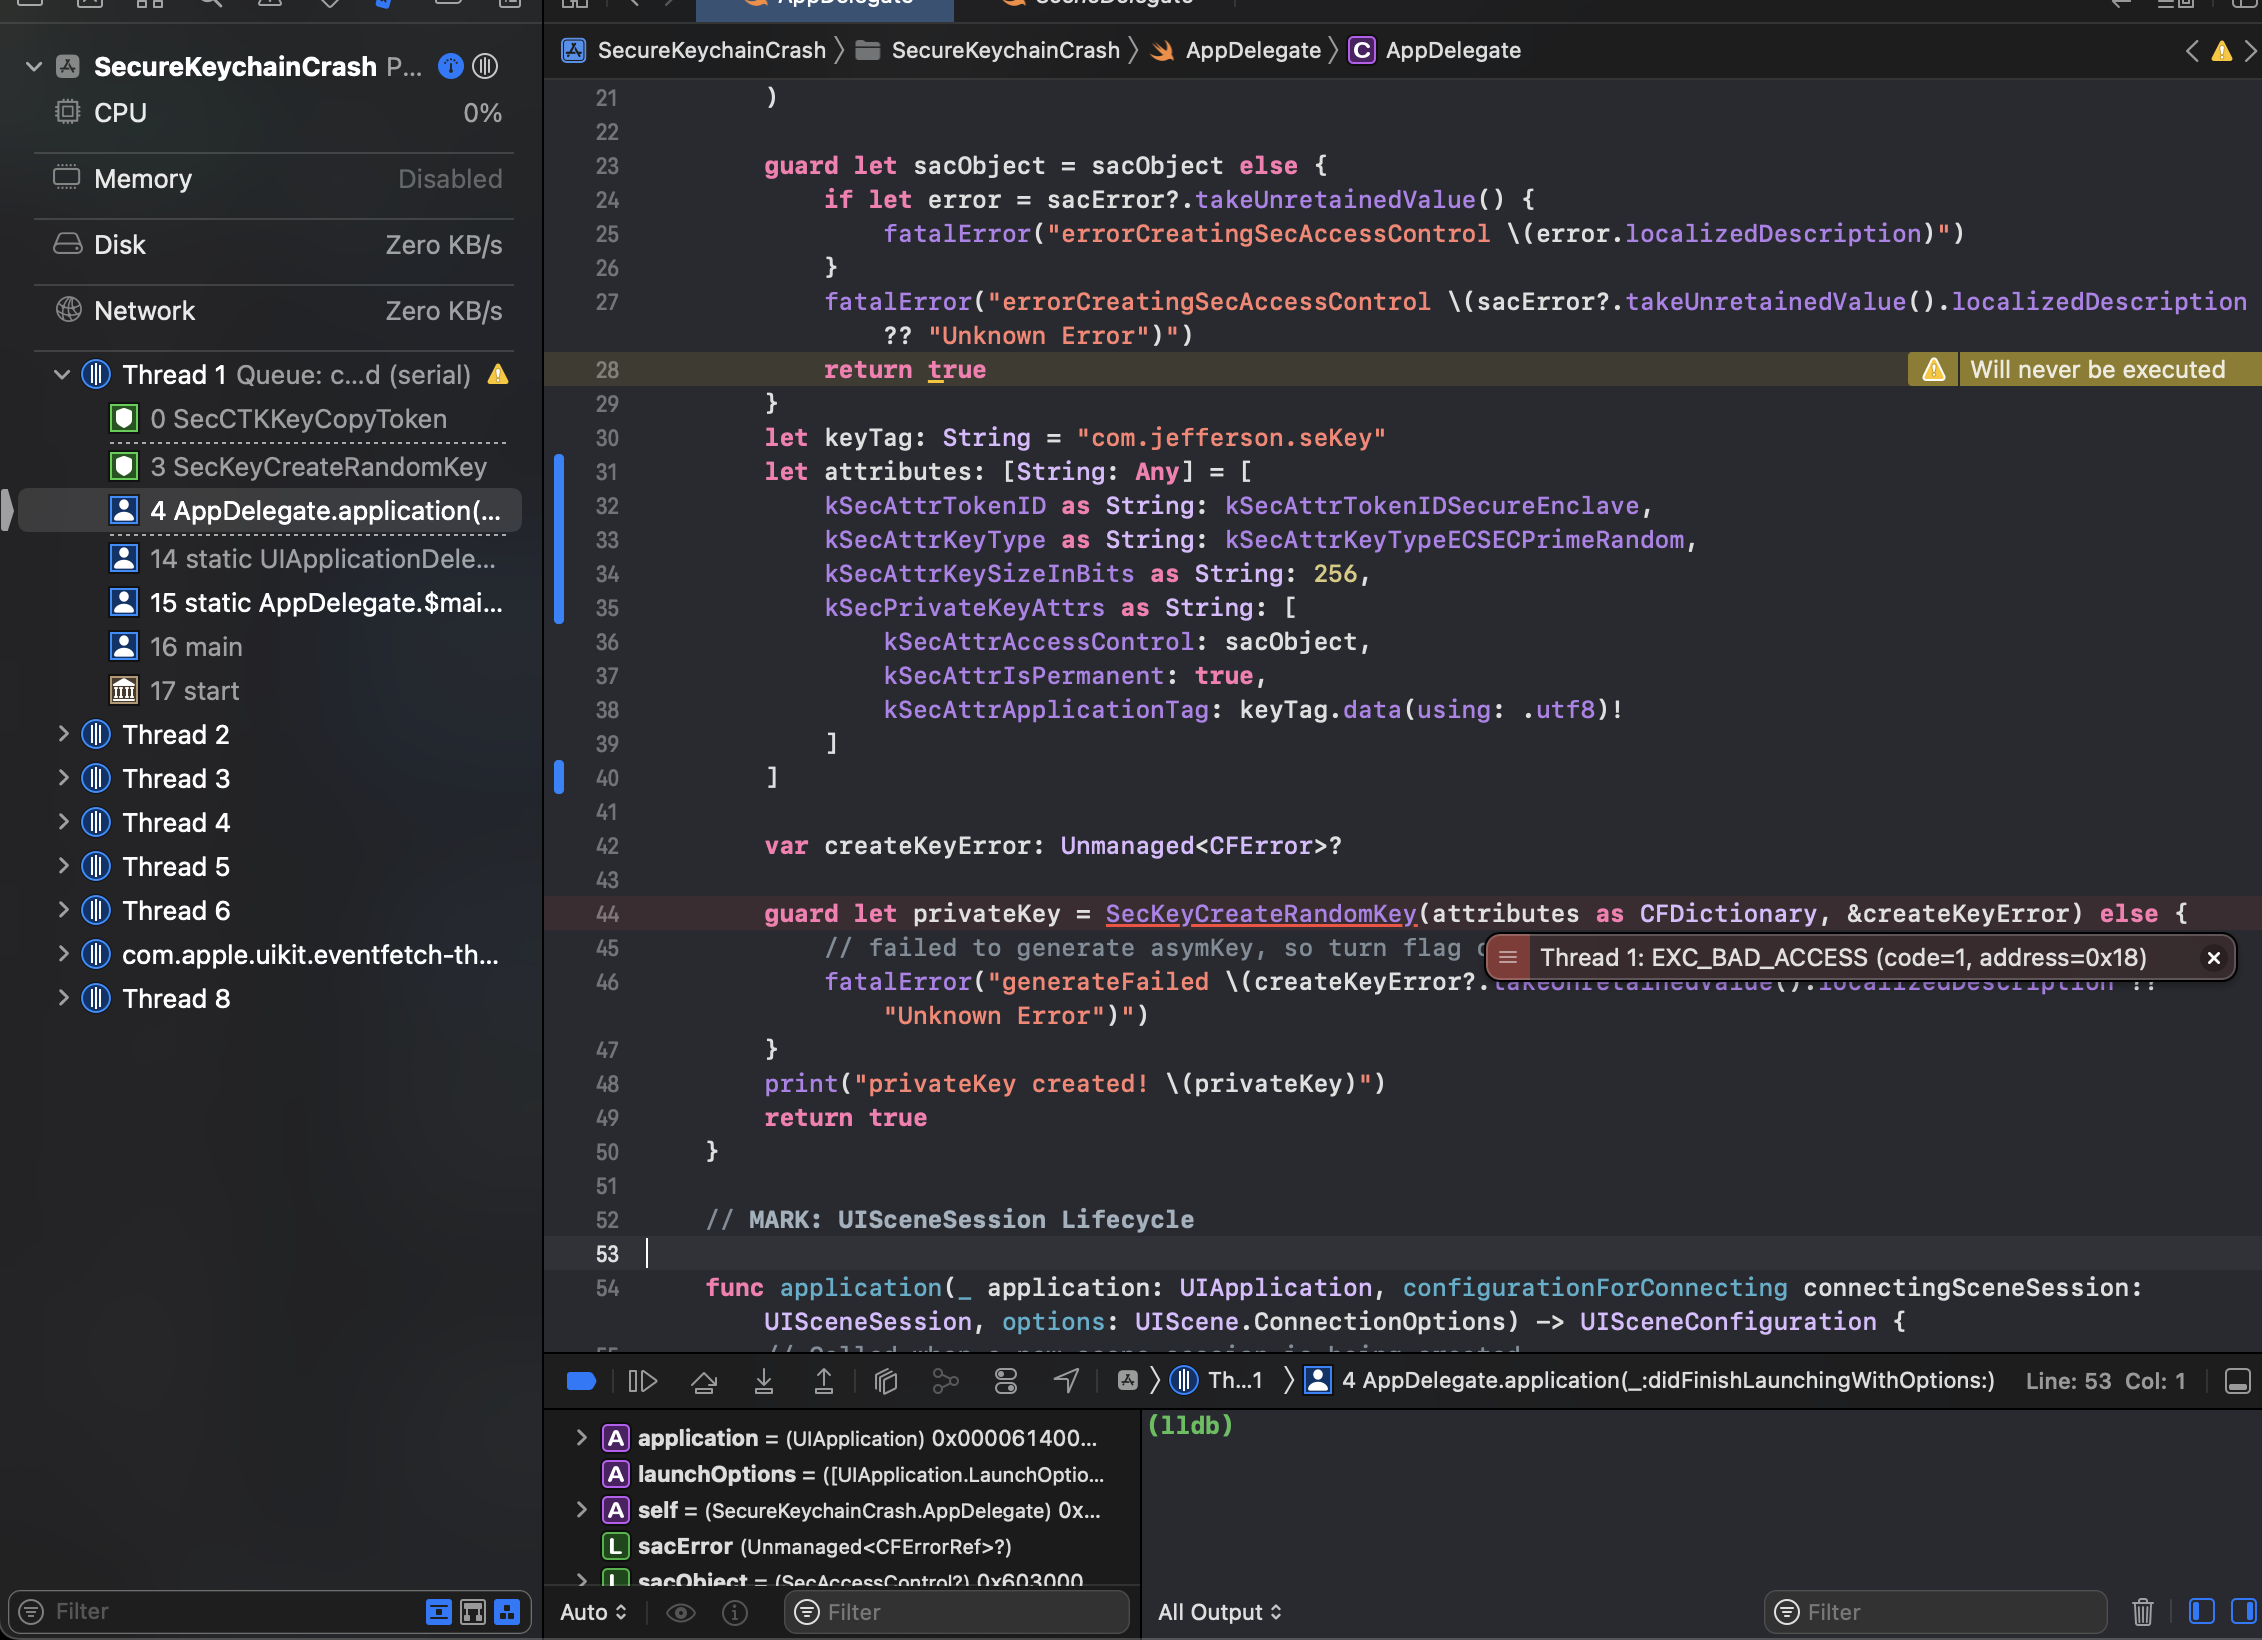 AppDelegate
SceneDelegate
SecureKeychainCrash P...
CPU 0%
Memory Disabled
Disk Zero KB/s
Network Zero KB/s
Thread 1 Queue: c...d (serial)
0 SecCTKKeyCopyToken
3 SecKeyCreateRandomKey
4 AppDelegate.application(...
14 static UIApplicationDele...
15 static AppDelegate.$mai...
16 main
17 start
Thread 2
Thread 3
Thread 4
Thread 5
Thread 6
com.apple.uikit.eventfetch-th...
Thread 8
Filter
SecureKeychainCrash SecureKeychainCrash AppDelegate C AppDelegate
21 )
22
23 guard let sacObject = sacObject else {
24 if let error = sacError?.takeUnretainedValue() {
25 fatalError("errorCreatingSecAccessControl \(error.localizedDescription)")
26 }
27 fatalError("errorCreatingSecAccessControl \(sacError?.takeUnretainedValue().localizedDescription
?? "Unknown Error")")
28 return true Will never be executed
29 }
30 let keyTag: String = "com.jefferson.seKey"
31 let attributes: [String: Any] = [
32 kSecAttrTokenID as String: kSecAttrTokenIDSecureEnclave,
33 kSecAttrKeyType as String: kSecAttrKeyTypeECSECPrimeRandom,
34 kSecAttrKeySizeInBits as String: 256,
35 kSecPrivateKeyAttrs as String: [
36 kSecAttrAccessControl: sacObject,
37 kSecAttrIsPermanent: true,
38 kSecAttrApplicationTag: keyTag.data(using: .utf8)!
39 ]
40 ]
41
42 var createKeyError: Unmanaged<CFError>?
43
44 guard let privateKey = SecKeyCreateRandomKey(attributes as CFDictionary, &createKeyError) else {
45 // failed to generate asymKey, so turn flag
Thread 1: EXC_BAD_ACCESS (code=1, address=0x18)
46 fatalError("generateFailed \(createKeyError?.takeUnretainedValue().localizedDescription ??
"Unknown Error")")
47 }
48 print("privateKey created! \(privateKey)")
49 return true
50 }
51
52 // MARK: UISceneSession Lifecycle
53
54 func application(_ application: UIApplication, configurationForConnecting connectingSceneSession:
UISceneSession, options: UIScene.ConnectionOptions) -> UISceneConfiguration {
55 // Called when a new scene session is being created
Th...1 4 AppDelegate.application(_:didFinishLaunchingWithOptions:) Line: 53 Col: 1
A application = (UIApplication) 0x000061400...
A launchOptions = ([UIApplication.LaunchOptio...
A self = (SecureKeychainCrash.AppDelegate) 0x...
L sacError (Unmanaged<CFErrorRef>?)
L sacObject = (SecAccessControl?) 0x603000
(lldb)
Auto Filter
All Output Filter